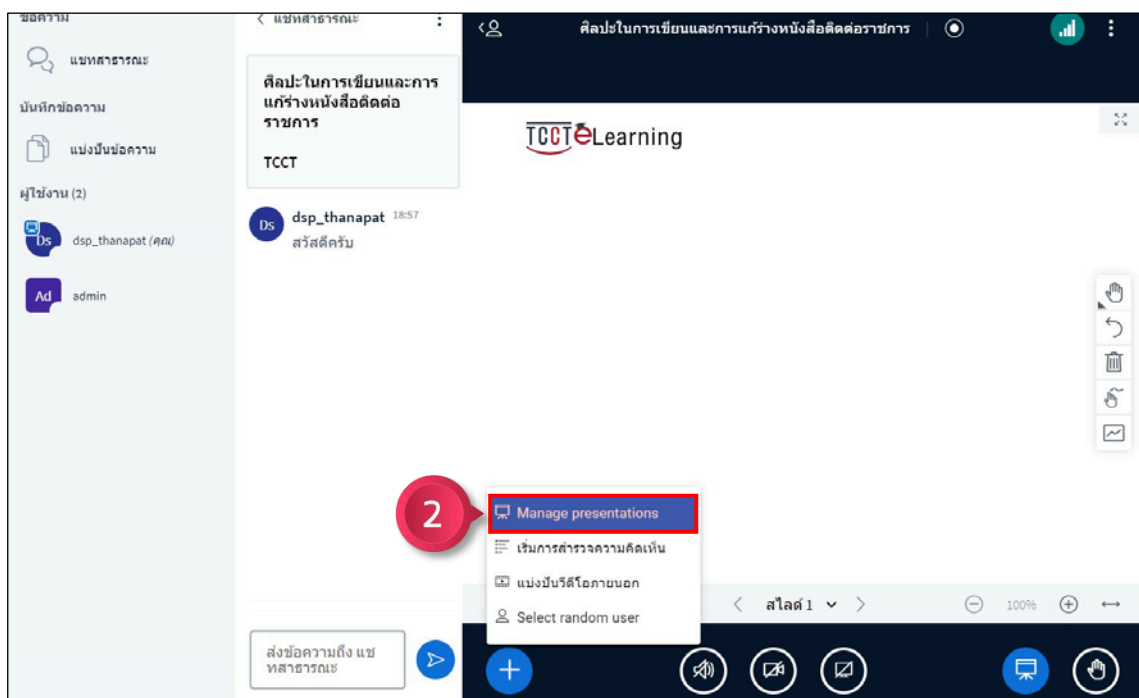 ข้อความ
แชทสาธารณะ
บันทึกข้อความ
แบ่งปันข้อความ
ผู้ใช้งาน (2)
Ds
dsp_thanapat (คุณ)
Ad
admin
แชทสาธารณะ
ศิลปะในการเขียนและการ
แก้ร่างหนังสือติดต่อ
ราชการ
TCCT
Ds
dsp_thanapat 18:57
สวัสดีครับ
ส่งข้อความถึง แช
ทสาธารณะ
ศิลปะในการเขียนและการแก้ร่างหนังสือติดต่อราชการ
TCCTeLearning
2
Manage presentations
เริ่มการสำรวจความคิดเห็น
แบ่งปันวีดีโอภายนอก
Select random user
สไลด์ 1
100%